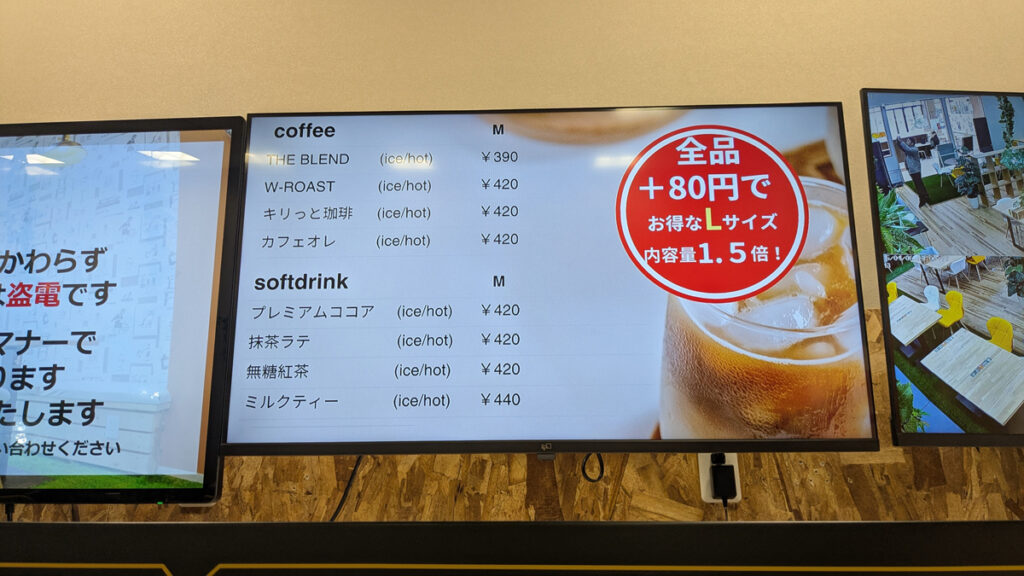 かわらず
は盗電です
マナーで
ります
たします
い合わせください
coffee M
THE BLEND (ice/hot) ¥390
W-ROAST (ice/hot) ¥420
キリっと珈琲 (ice/hot) ¥420
カフェオレ (ice/hot) ¥420
softdrink M
プレミアムココア (ice/hot) ¥420
抹茶ラテ (ice/hot) ¥420
無糖紅茶 (ice/hot) ¥420
ミルクティー (ice/hot) ¥440
全品
+80円で
お得なLサイズ
内容量1.5倍!